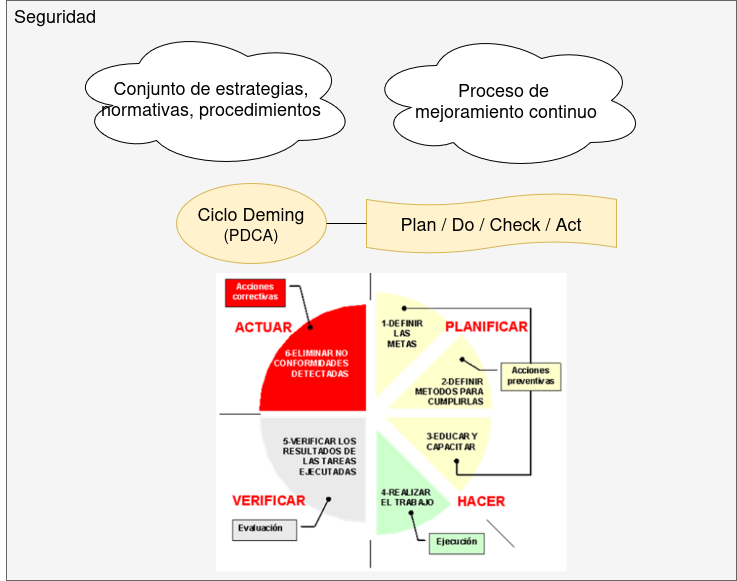 Seguridad
Conjunto de estrategias,
normativas, procedimientos
Proceso de
mejoramiento continuo
Ciclo Deming
(PDCA)
Plan / Do / Check / Act
Acciones
correctivas
ACTUAR
6-ELIMINAR NO
CONFORMIDADES
DETECTADAS
1-DEFINIR
LAS
METAS
PLANIFICAR
2-DEFINIR
METODOS PARA
CUMPLIRLAS
Acciones
preventivas
3-EDUCAR Y
CAPACITAR
5-VERIFICAR LOS
RESULTADOS DE
LAS TAREAS
EJECUTADAS
VERIFICAR
Evaluación
4-REALIZAR
EL TRABAJO
HACER
Ejecución